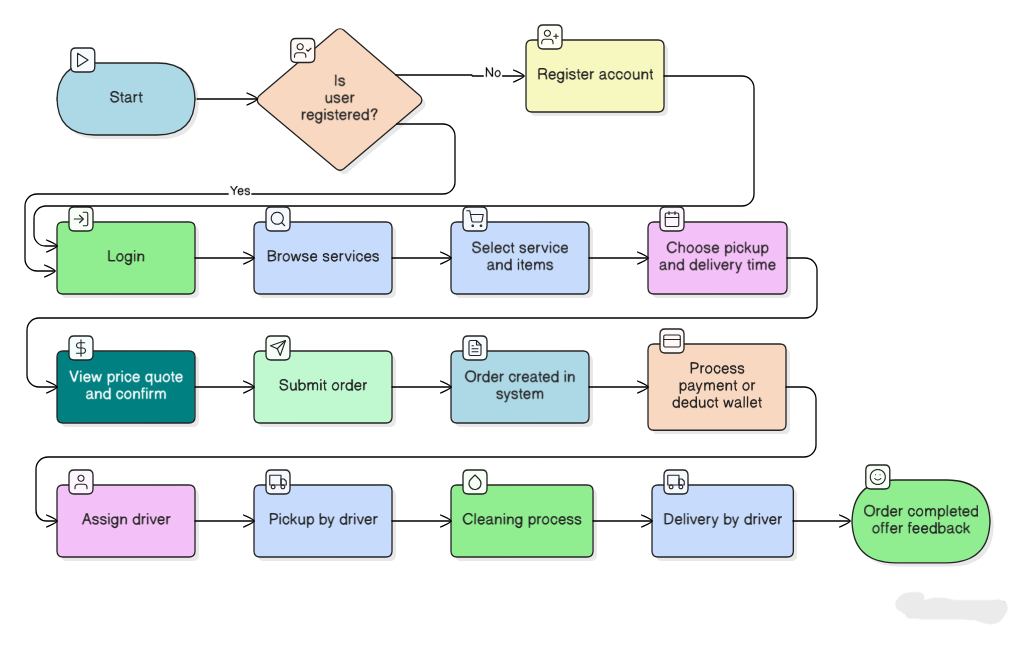 Start
Is
user
registered?
No
Register account
Yes
Login
Browse services
Select service
and items
Choose pickup
and delivery time
View price quote
and confirm
Submit order
Order created in
system
Process
payment or
deduct wallet
Assign driver
Pickup by driver
Cleaning process
Delivery by driver
Order completed
offer feedback